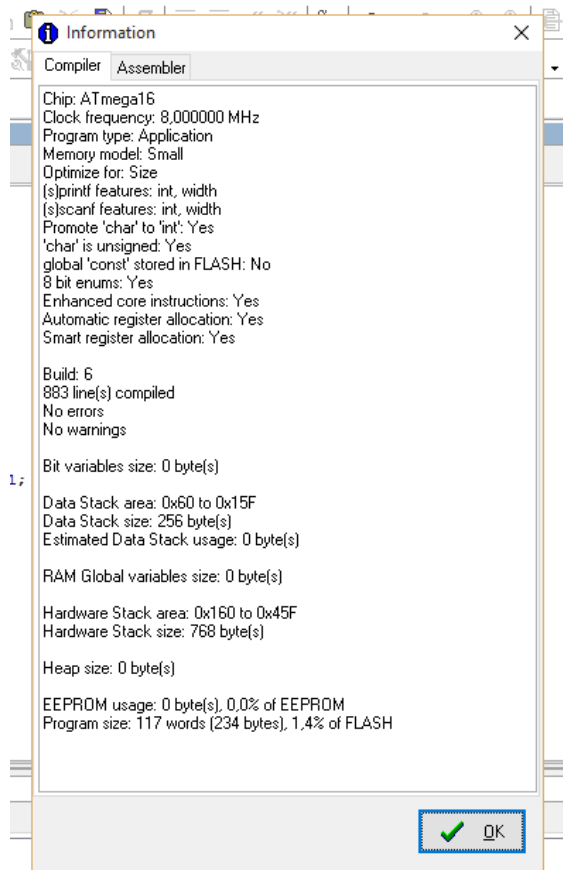 Information
Compiler
Assembler
Chip: ATmega16
Clock frequency: 8,000000 MHz
Program type: Application
Memory model: Small
Optimize for: Size
(s)printf features: int, width
(s)scanf features: int, width
Promote 'char' to 'int': Yes
'char' is unsigned: Yes
global 'const' stored in FLASH: No
8 bit enums: Yes
Enhanced core instructions: Yes
Automatic register allocation: Yes
Smart register allocation: Yes
Build: 6
883 line(s) compiled
No errors
No warnings
Bit variables size: 0 byte(s)
1;
Data Stack area: 0x60 to 0x15F
Data Stack size: 256 byte(s)
Estimated Data Stack usage: 0 byte(s)
RAM Global variables size: 0 byte(s)
Hardware Stack area: 0x160 to 0x45F
Hardware Stack size: 768 byte(s)
Heap size: 0 byte(s)
EEPROM usage: 0 byte(s), 0,0% of EEPROM
Program size: 117 words (234 bytes), 1,4% of FLASH
OK